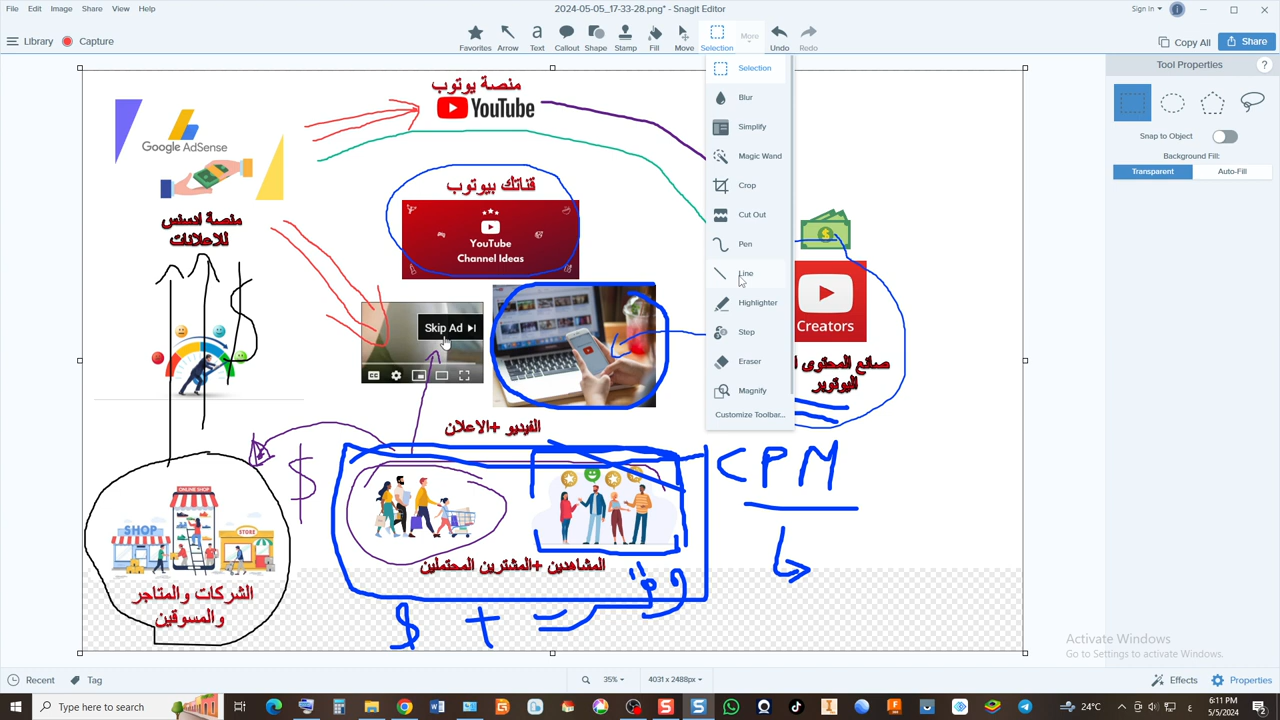 2024-05-05_17-33-28.png* - Snagit Editor
File Edit Image Share View Help
Sign in
Library Capture
Favorites Arrow Text Callout Shape Stamp Fill Move Selection More Undo Redo
Copy All Share
Tool Properties
Snap to Object
Background Fill:
Transparent Auto-Fill
Selection
Blur
Simplify
Magic Wand
Crop
Cut Out
Pen
Line
Highlighter
Step
Eraser
Magnify
Customize Toolbar...
منصة يوتوب
YouTube
Google AdSense
منصة ادسنس
للاعلانات
قناتك بيوتوب
YouTube
Channel Ideas
Skip Ad
CC
Creators
صانع المحتوى
اليوتوبر
الفيديو +الاعلان
$
$
CPM
ONLINE SHOP
SHOP
STORE
المشاهدين +المشترين المحتملين
الشركات والمتاجر
والمسوقين
$ + =
Activate Windows
Go to Settings to activate Windows.
Recent Tag
35%
4031 x 2488px
Effects Properties
Type here to search
24°C
6:11 PM
5/5/2024